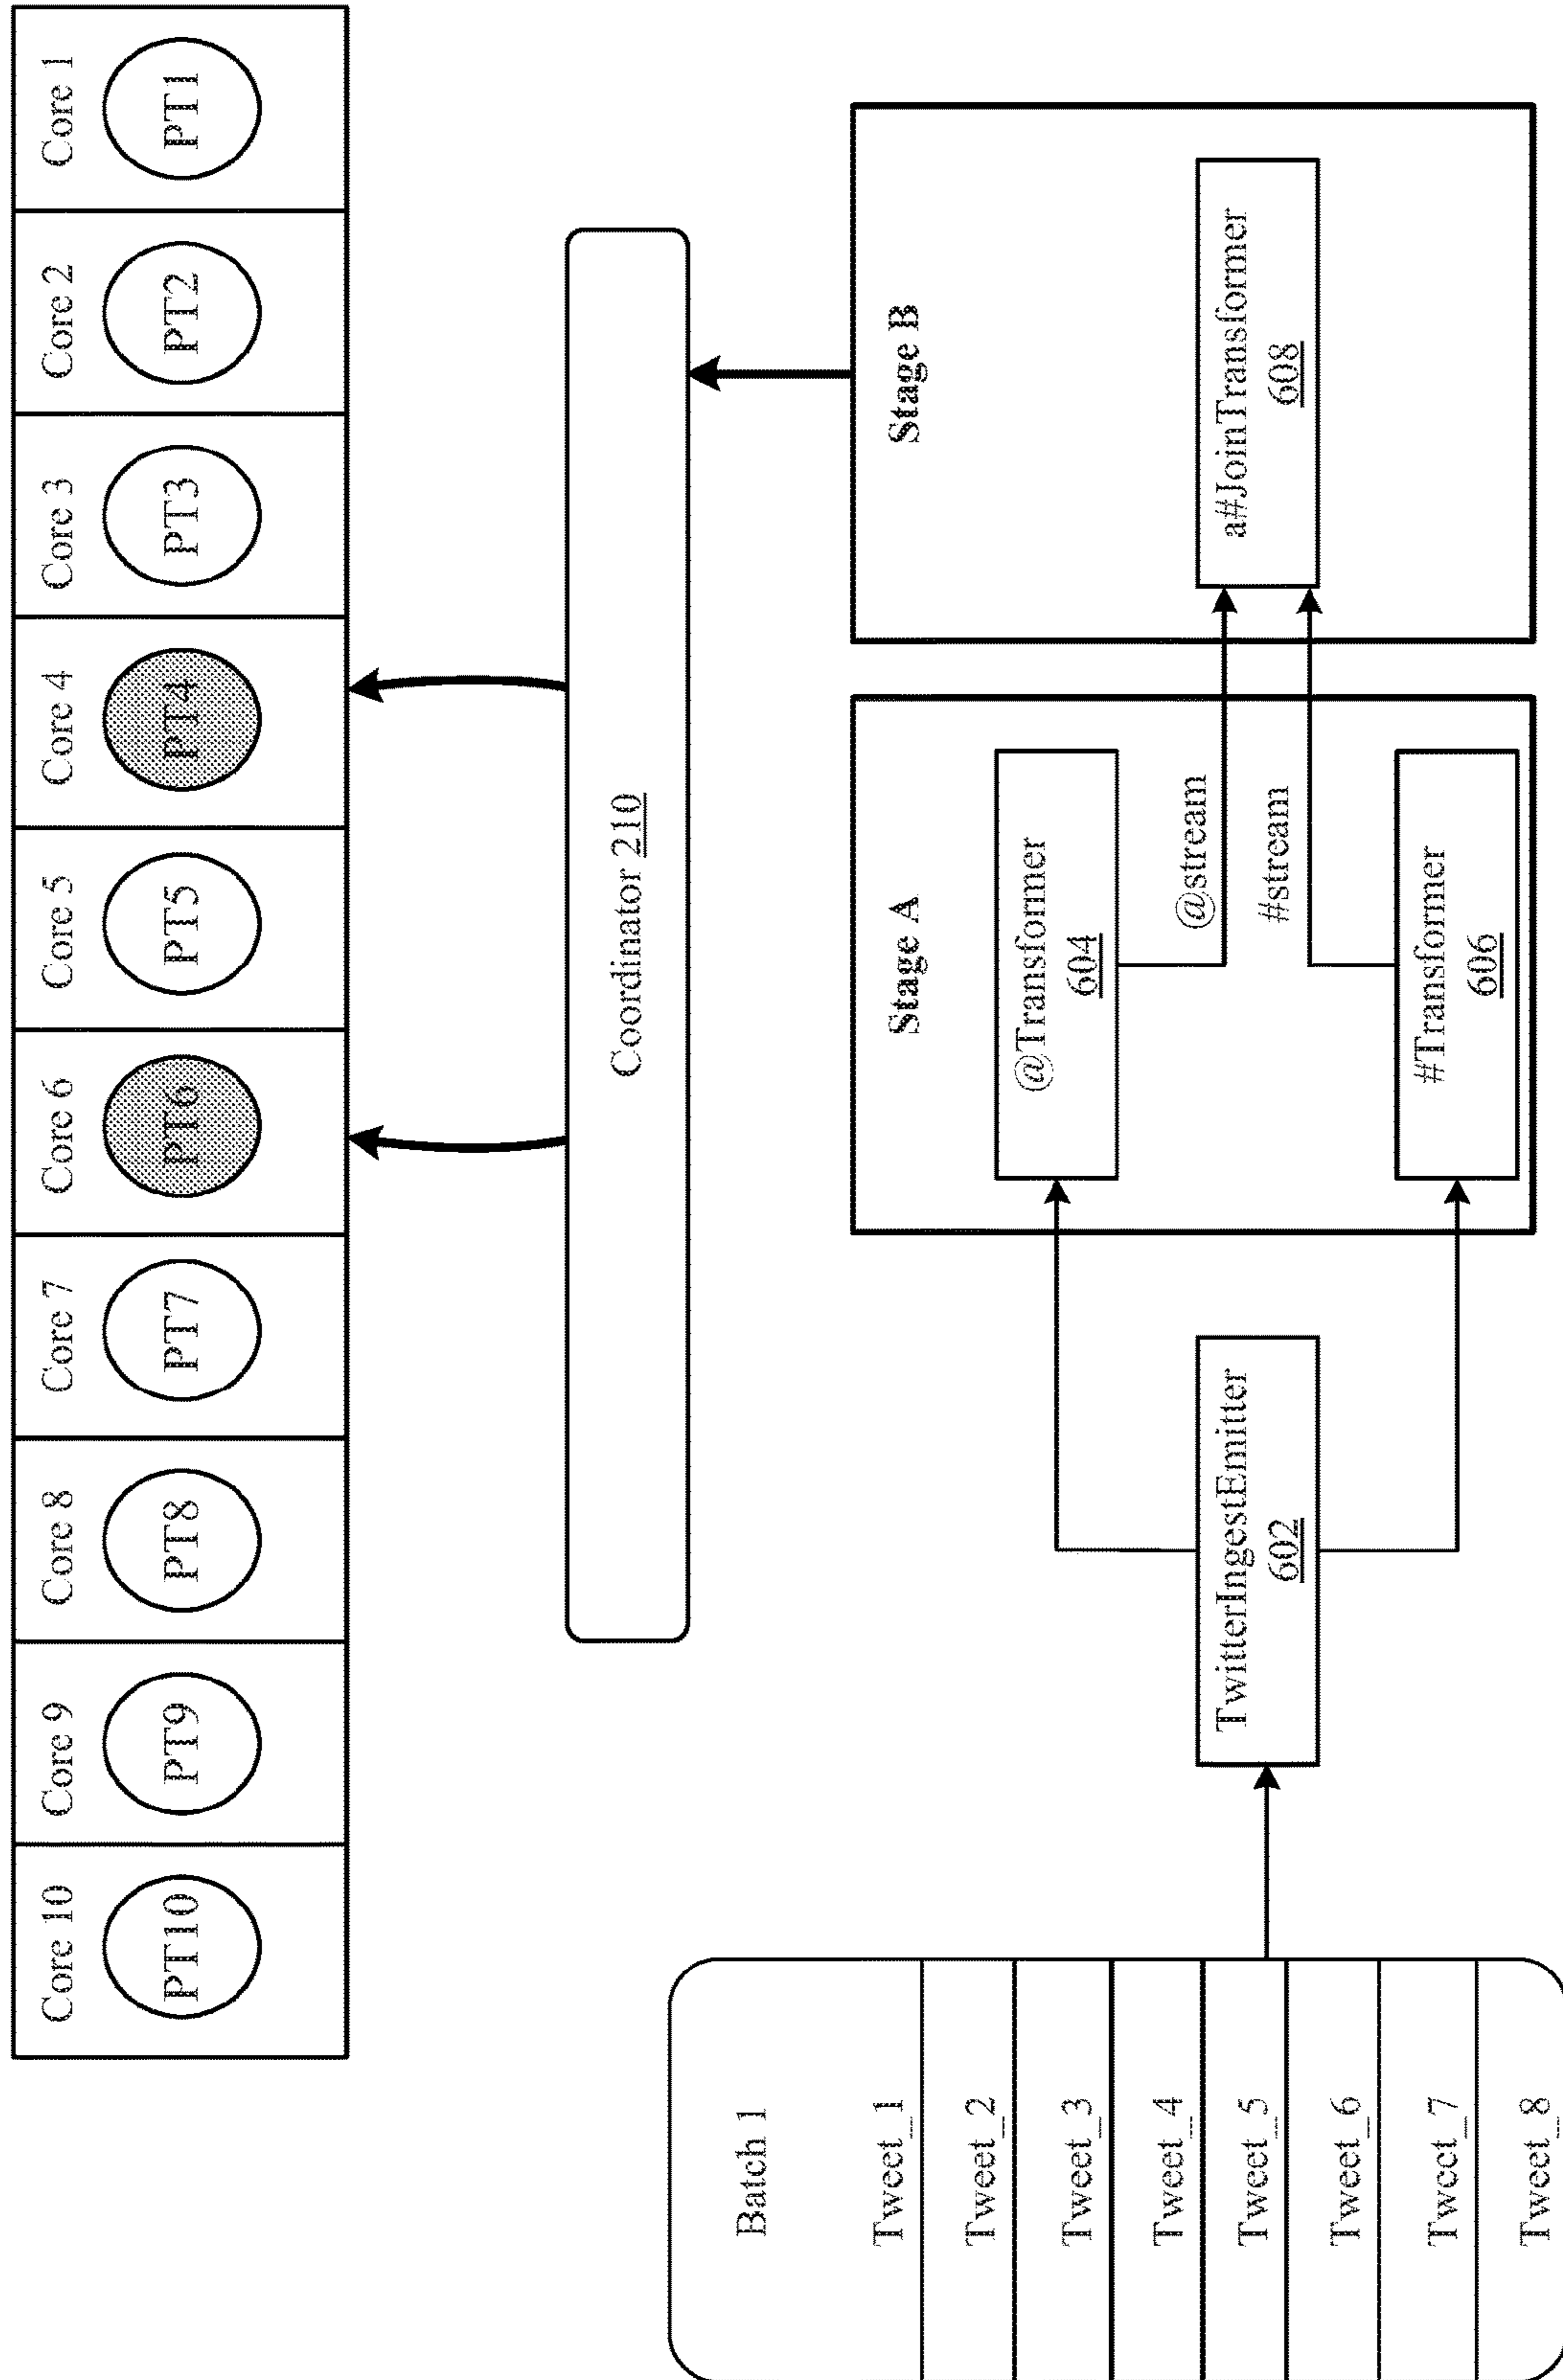 Core 10
Core 9
Core 8
Core 7
Core 6
Core 5
Core 4
Core 3
Core 2
Core 1
PT10
PT9
PT8
PT7
PT6
PT5
PT4
PT3
PT2
PT1
Coordinator 210
Batch 1
Tweet_1
Tweet_2
Tweet_3
Tweet_4
Tweet_5
Tweet_6
Tweet_7
Tweet_8
TwitterIngestEmitter
602
Stage A
@Transformer
604
@stream
#stream
#Transformer
606
Stage B
a#JoinTransformer
608